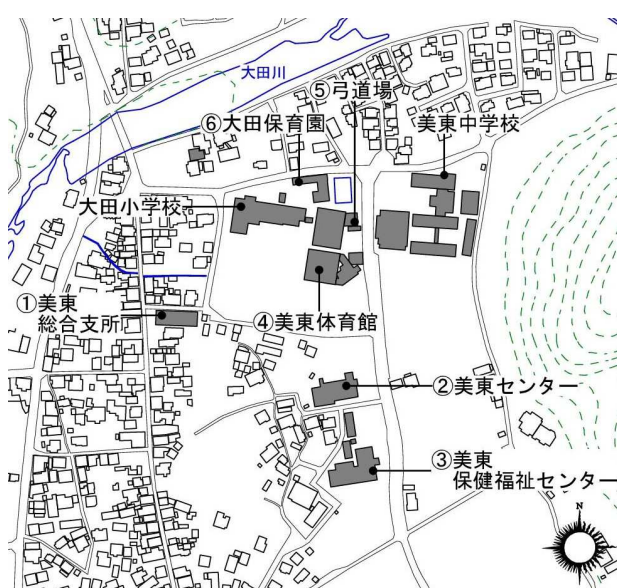 大田川
⑤弓道場
⑥大田保育園
美東中学校
大田小学校
①美東
総合支所
④美東体育館
②美東センター
③美東
保健福祉センター
N